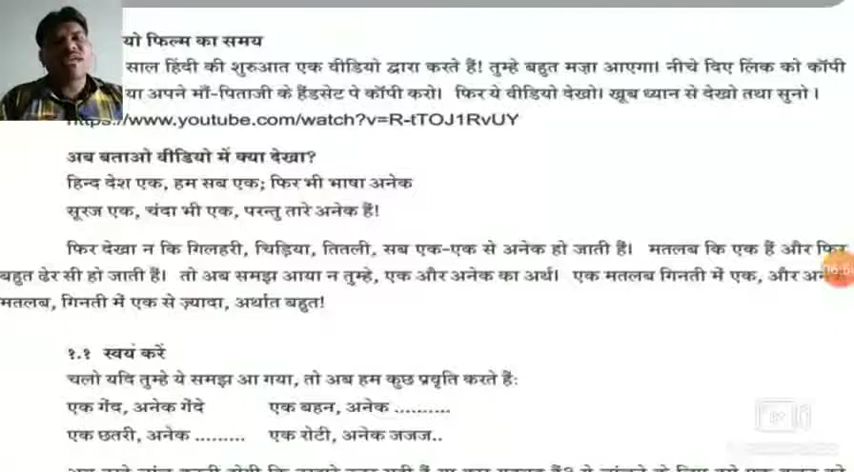 यो फिल्म का समय
साल हिंदी की शुरुआत एक वीडियो द्वारा करते हैं! तुम्हे बहुत मज़ा आएगा। नीचे दिए लिंक को कॉपी
या अपने माँ-पिताजी के हैंडसेट पे कॉपी करो। फिर ये वीडियो देखो। खूब ध्यान से देखो तथा सुनो।
https://www.youtube.com/watch?v=R-tTOJ1RvUY
अब बताओ वीडियो में क्या देखा?
हिन्द देश एक, हम सब एक; फिर भी भाषा अनेक
सूरज एक, चंदा भी एक, परन्तु तारे अनेक हैं!
फिर देखा न कि गिलहरी, चिड़िया, तितली, सब एक-एक से अनेक हो जाती हैं। मतलब कि एक हैं और फिर
बहुत ढेर सी हो जाती हैं। तो अब समझ आया न तुम्हे, एक और अनेक का अर्थ। एक मतलब गिनती में एक, और
मतलब, गिनती में एक से ज़्यादा, अर्थात बहुत!
१.१ स्वयं करें
चलो यदि तुम्हे ये समझ आ गया, तो अब हम कुछ प्रवृति करते हैं:
एक गेंद, अनेक गेंदे एक बहन, अनेक ..........
एक छतरी, अनेक ......... एक रोटी, अनेक जजज..